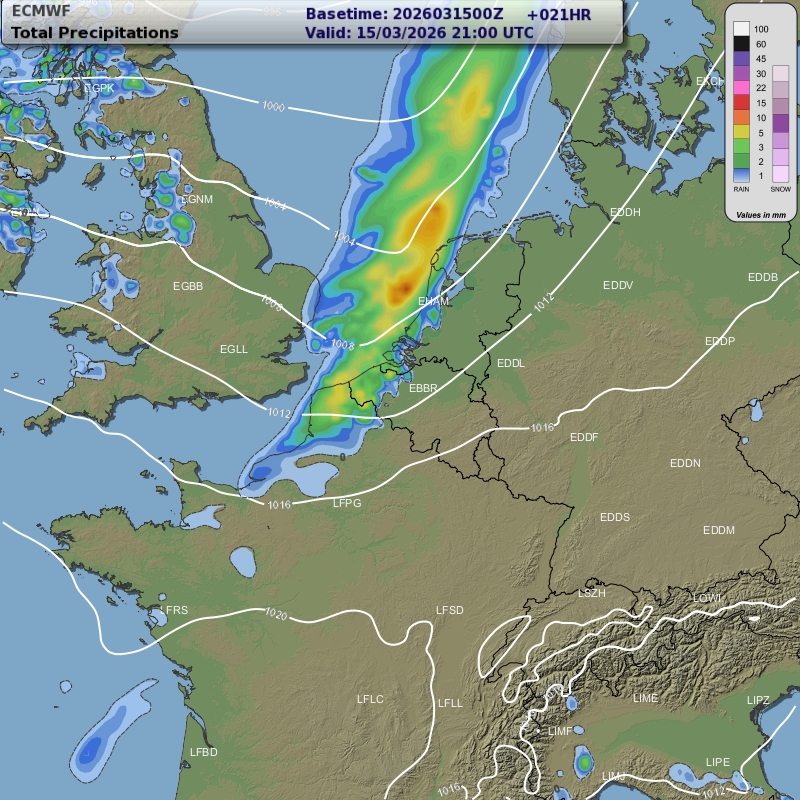 ECMWF
Basetime: 2026031500Z +021HR
Total Precipitations
Valid: 15/03/2026 21:00 UTC
100
60
45
30
22
15
10
5
3
2
1
RAIN SNOW
Values in mm
EGPK
1000
EGNM
1004
1004
EDDH
EGBB
1008
EHAM
1012
EDDV
EDDB
EGLL
1008
EDDL
EDDP
EBBR
1012
1016
EDDF
EDDN
1016
LFPG
EDDS
EDDM
LFRS
1020
LFSD
LSZH
LOWI
LFLC
LFLL
LIME
LIPZ
LIMF
LFBD
LIPE
1016
1012